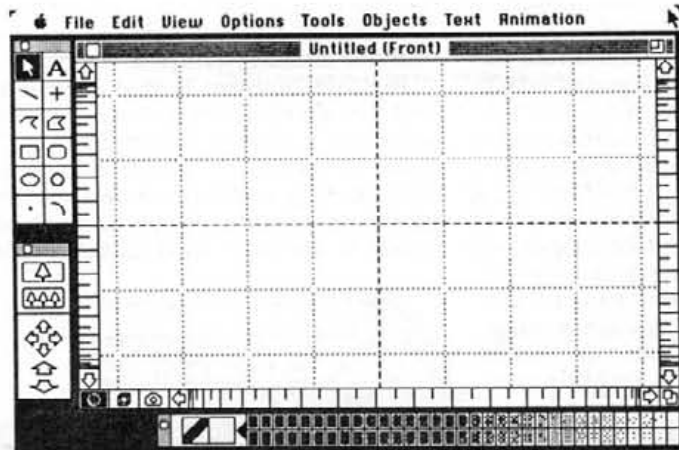 File Edit View Options Tools Objects Text Animation
Untitled (Front)
A